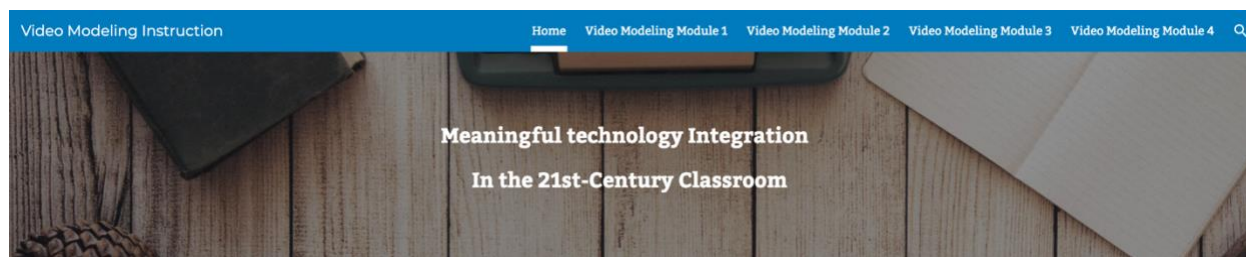 Video Modeling Instruction
Home Video Modeling Module 1 Video Modeling Module 2 Video Modeling Module 3 Video Modeling Module 4
Meaningful technology Integration
In the 21st-Century Classroom